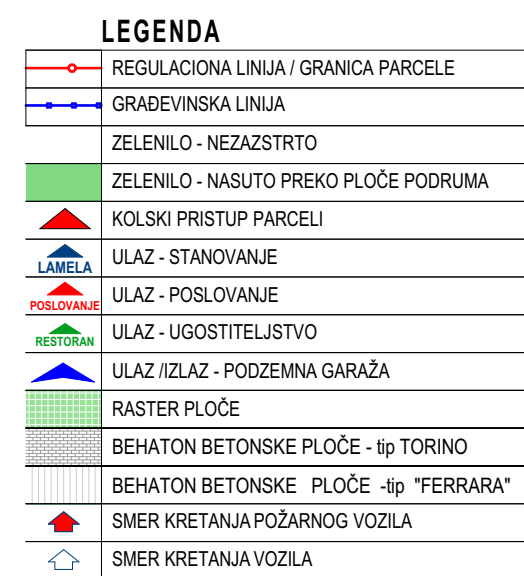 LEGENDA
REGULACIONA LINIJA / GRANICA PARCELE
GRAĐEVINSKA LINIJA
ZELENILO - NEZAZSTRTO
ZELENILO - NASUTO PREKO PLOČE PODRUMA
KOLSKI PRISTUP PARCELI
LAMELA ULAZ - STANOVANJE
POSLOVANJE ULAZ - POSLOVANJE
RESTORAN ULAZ - UGOSTITELJSTVO
ULAZ /IZLAZ - PODZEMNA GARAŽA
RASTER PLOČE
BEHATON BETONSKE PLOČE - tip TORINO
BEHATON BETONSKE PLOČE -tip "FERRARA"
SMER KRETANJA POŽARNOG VOZILA
SMER KRETANJA VOZILA